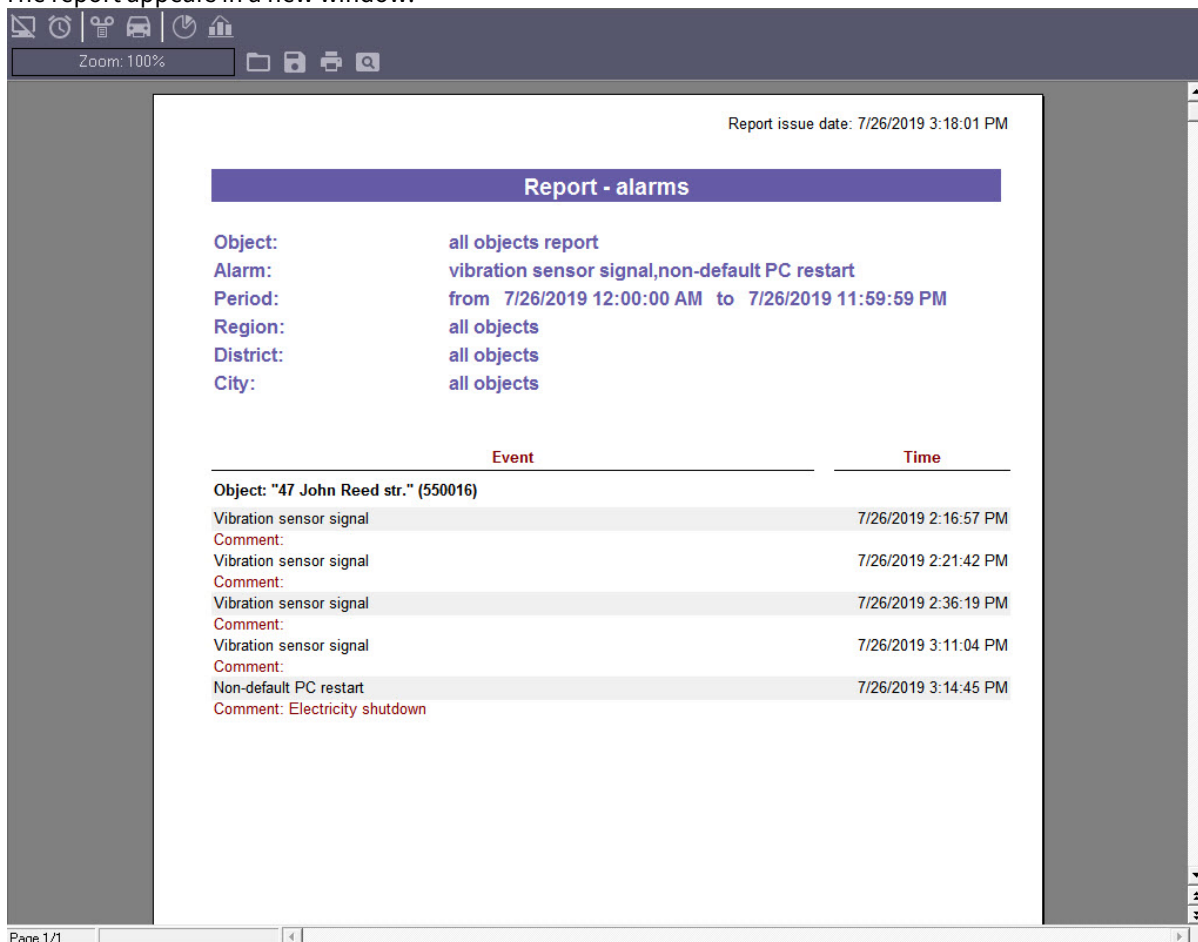 The report appears in a new window.
Zoom: 100%
Report issue date: 7/26/2019 3:18:01 PM
Report - alarms
Object: all objects report
Alarm: vibration sensor signal,non-default PC restart
Period: from 7/26/2019 12:00:00 AM to 7/26/2019 11:59:59 PM
Region: all objects
District: all objects
City: all objects
Event Time
Object: "47 John Reed str." (550016)
Vibration sensor signal 7/26/2019 2:16:57 PM
Comment:
Vibration sensor signal 7/26/2019 2:21:42 PM
Comment:
Vibration sensor signal 7/26/2019 2:36:19 PM
Comment:
Vibration sensor signal 7/26/2019 3:11:04 PM
Comment:
Non-default PC restart 7/26/2019 3:14:45 PM
Comment: Electricity shutdown
Page 1/1